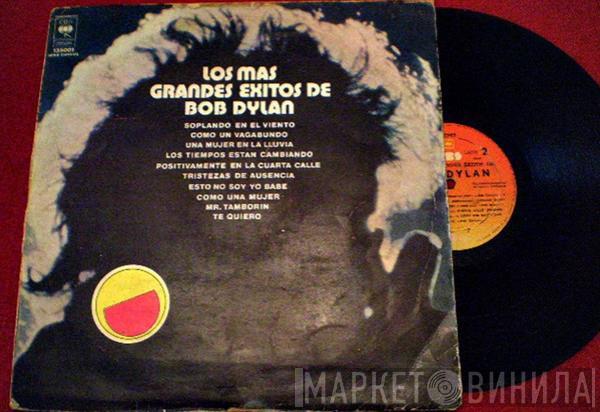 CBS
135001
LOS MAS
GRANDES EXITOS DE
BOB DYLAN
SOPLANDO EN EL VIENTO
COMO UN VAGABUNDO
UNA MUJER EN LA LLUVIA
LOS TIEMPOS ESTAN CAMBIANDO
POSITIVAMENTE EN LA CUARTA CALLE
TRISTEZAS DE AUSENCIA
ESTO NO SOY YO BABE
COMO UNA MUJER
MR. TAMBORIN
TE QUIERO
2
DYLAN
МАРКЕТ ВИНИЛА